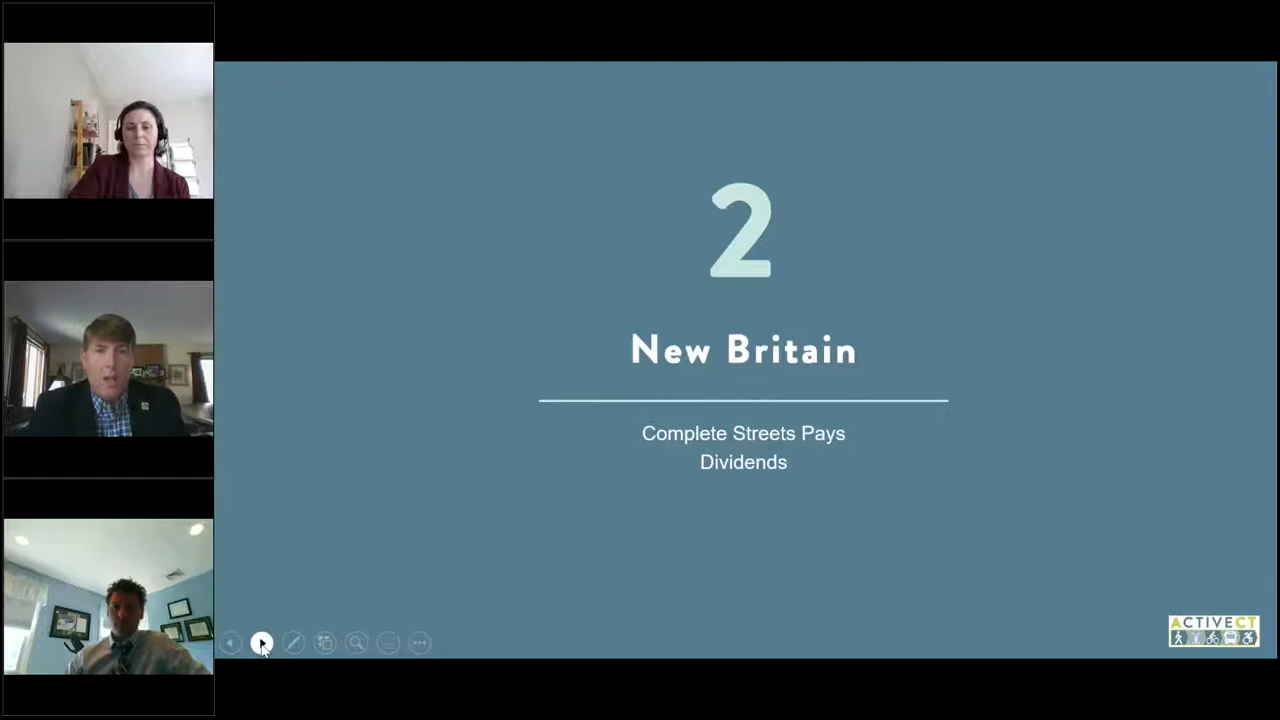 2
New Britain
Complete Streets Pays
Dividends
ACTIVECT